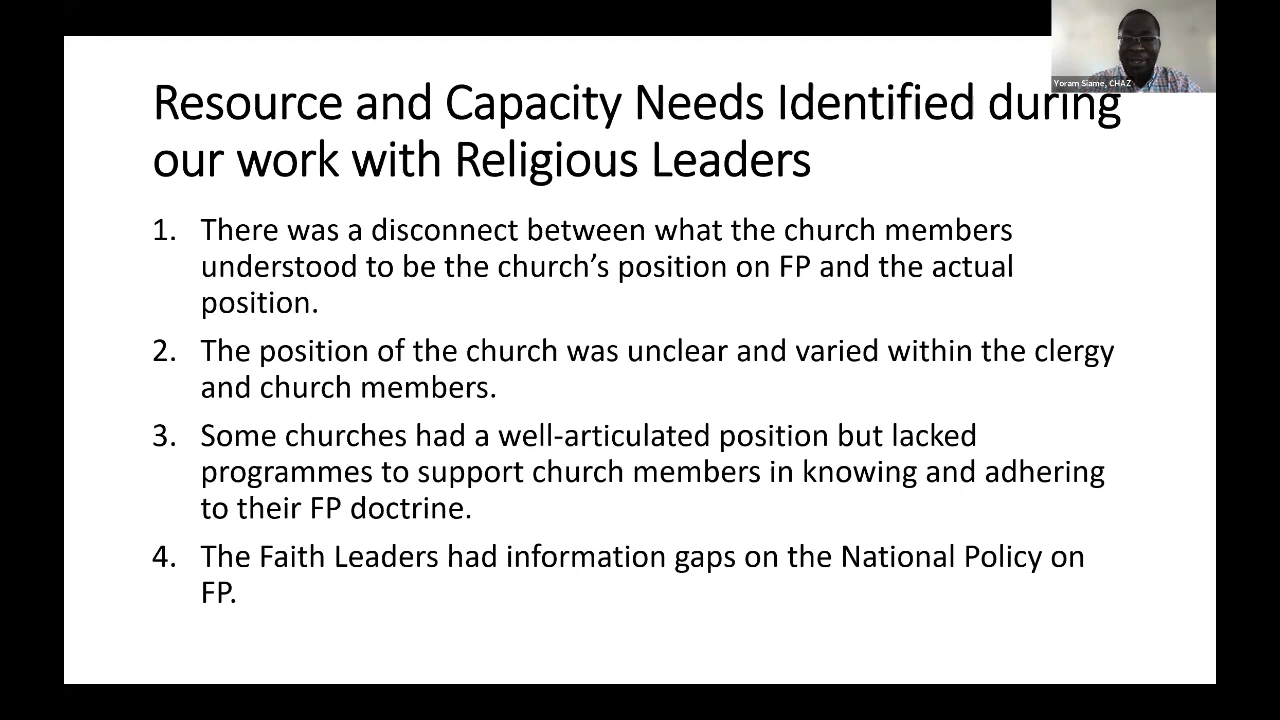 Yoram Siame, CHAZ
Resource and Capacity Needs Identified during
our work with Religious Leaders
1. There was a disconnect between what the church members
understood to be the church’s position on FP and the actual
position.
2. The position of the church was unclear and varied within the clergy
and church members.
3. Some churches had a well-articulated position but lacked
programmes to support church members in knowing and adhering
to their FP doctrine.
4. The Faith Leaders had information gaps on the National Policy on
FP.